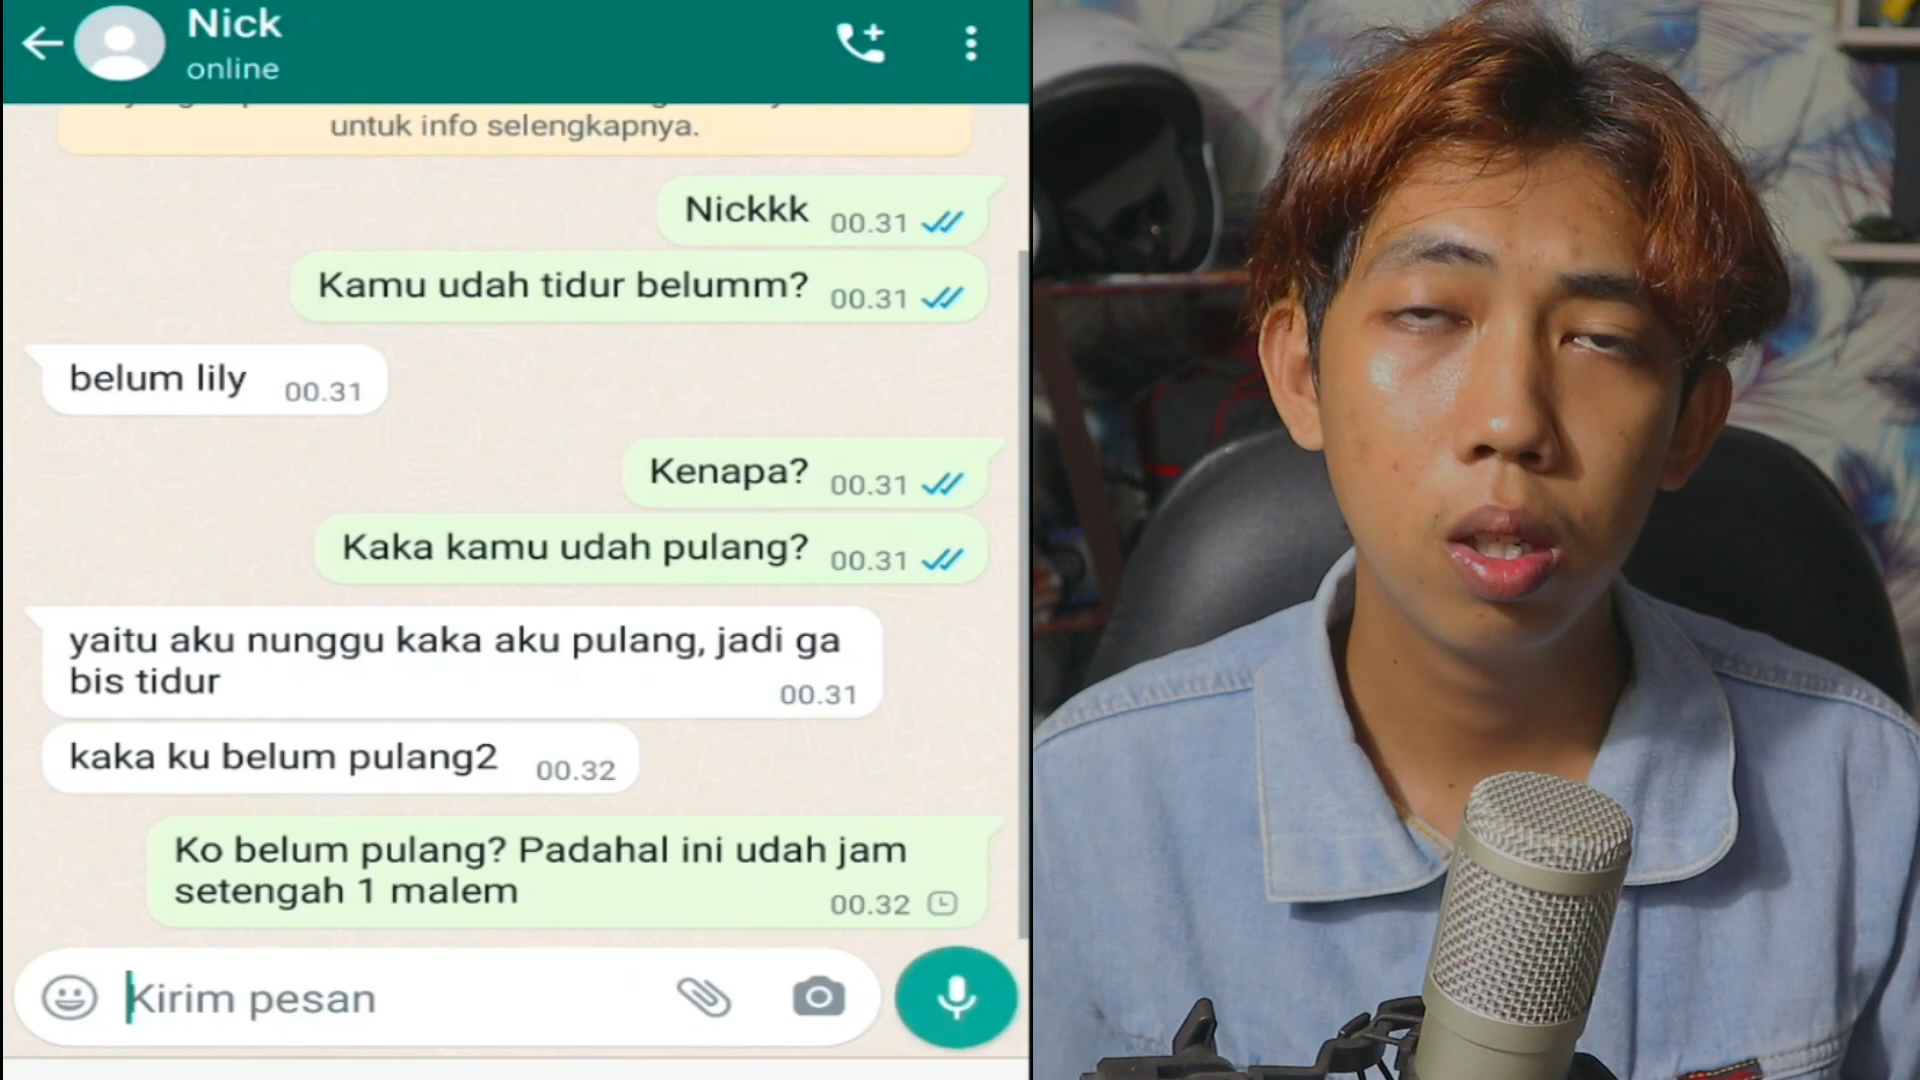 Nick
online
untuk info selengkapnya.
Nickkk 00.31
Kamu udah tidur belumm? 00.31
belum lily 00.31
Kenapa? 00.31
Kaka kamu udah pulang? 00.31
yaitu aku nunggu kaka aku pulang, jadi ga
bis tidur 00.31
kaka ku belum pulang2 00.32
Ko belum pulang? Padahal ini udah jam
setengah 1 malem 00.32
Kirim pesan